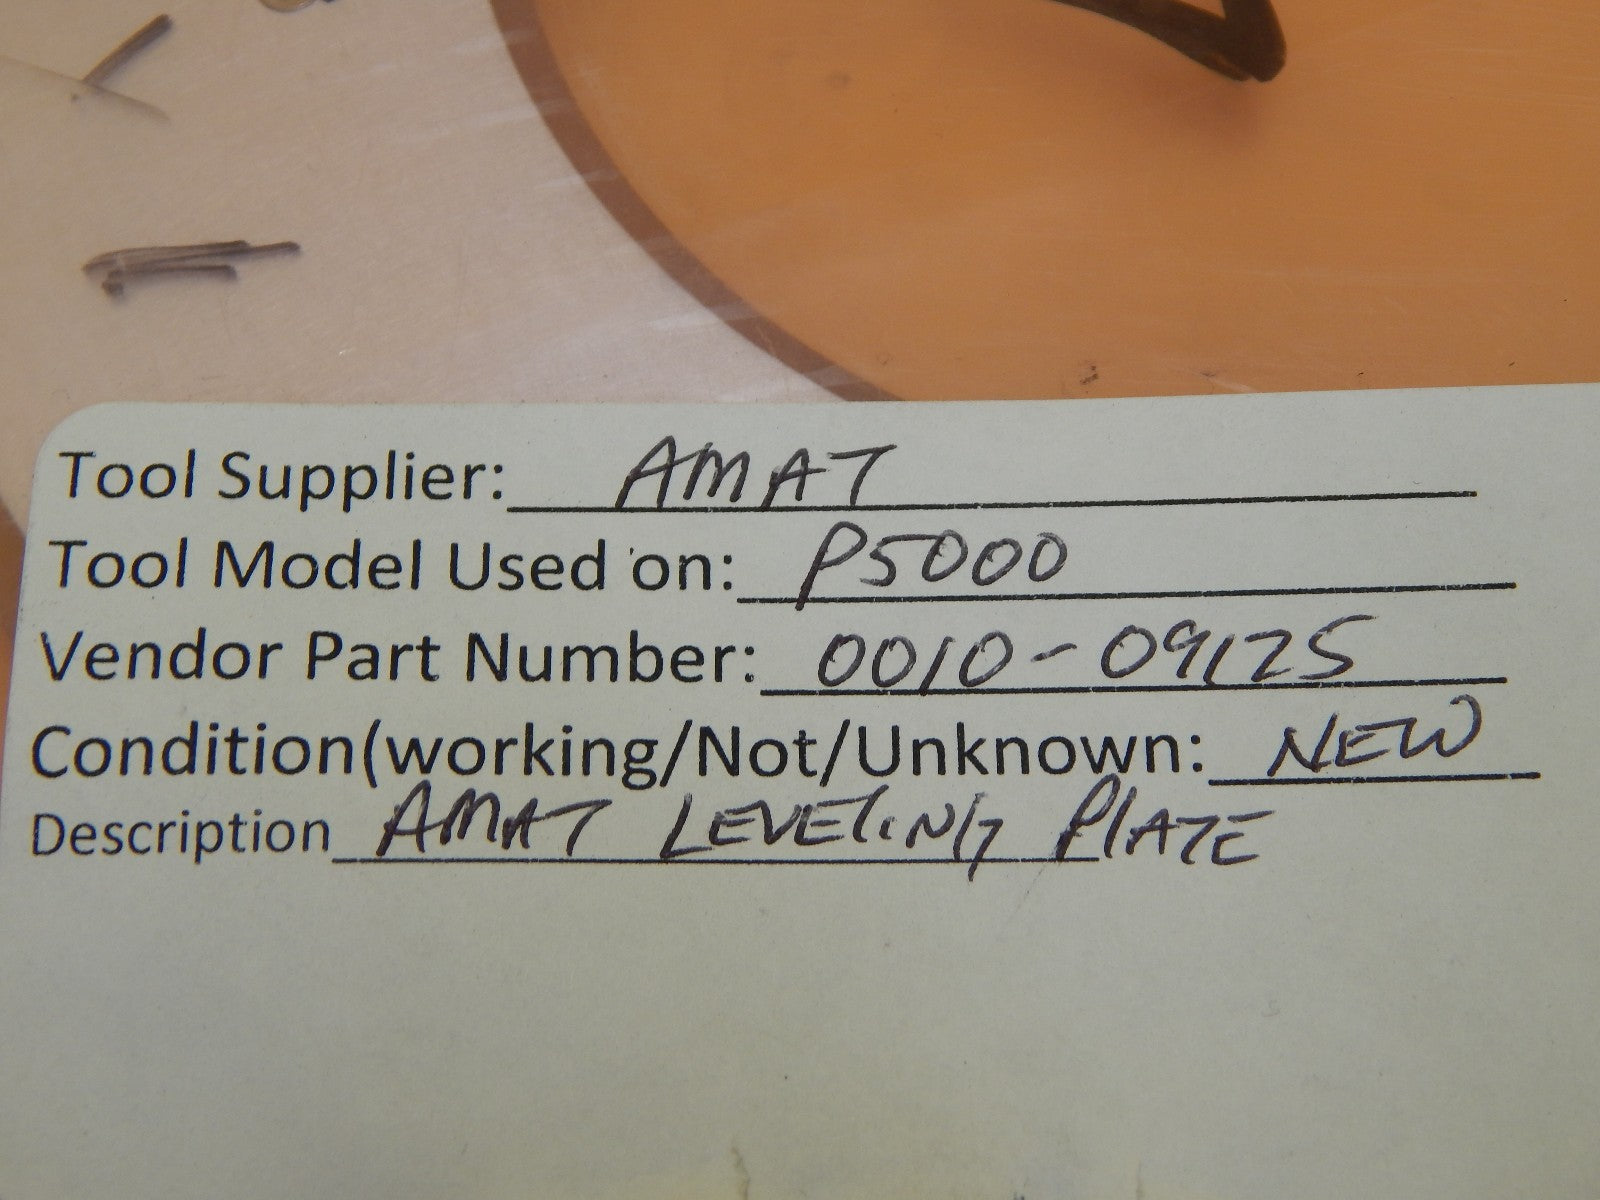 Tool Supplier: AMAT
Tool Model Used on: P5000
Vendor Part Number: 0010-09125
Condition(working/Not/Unknown: NEW
Description AMAT LEVELING PLATE